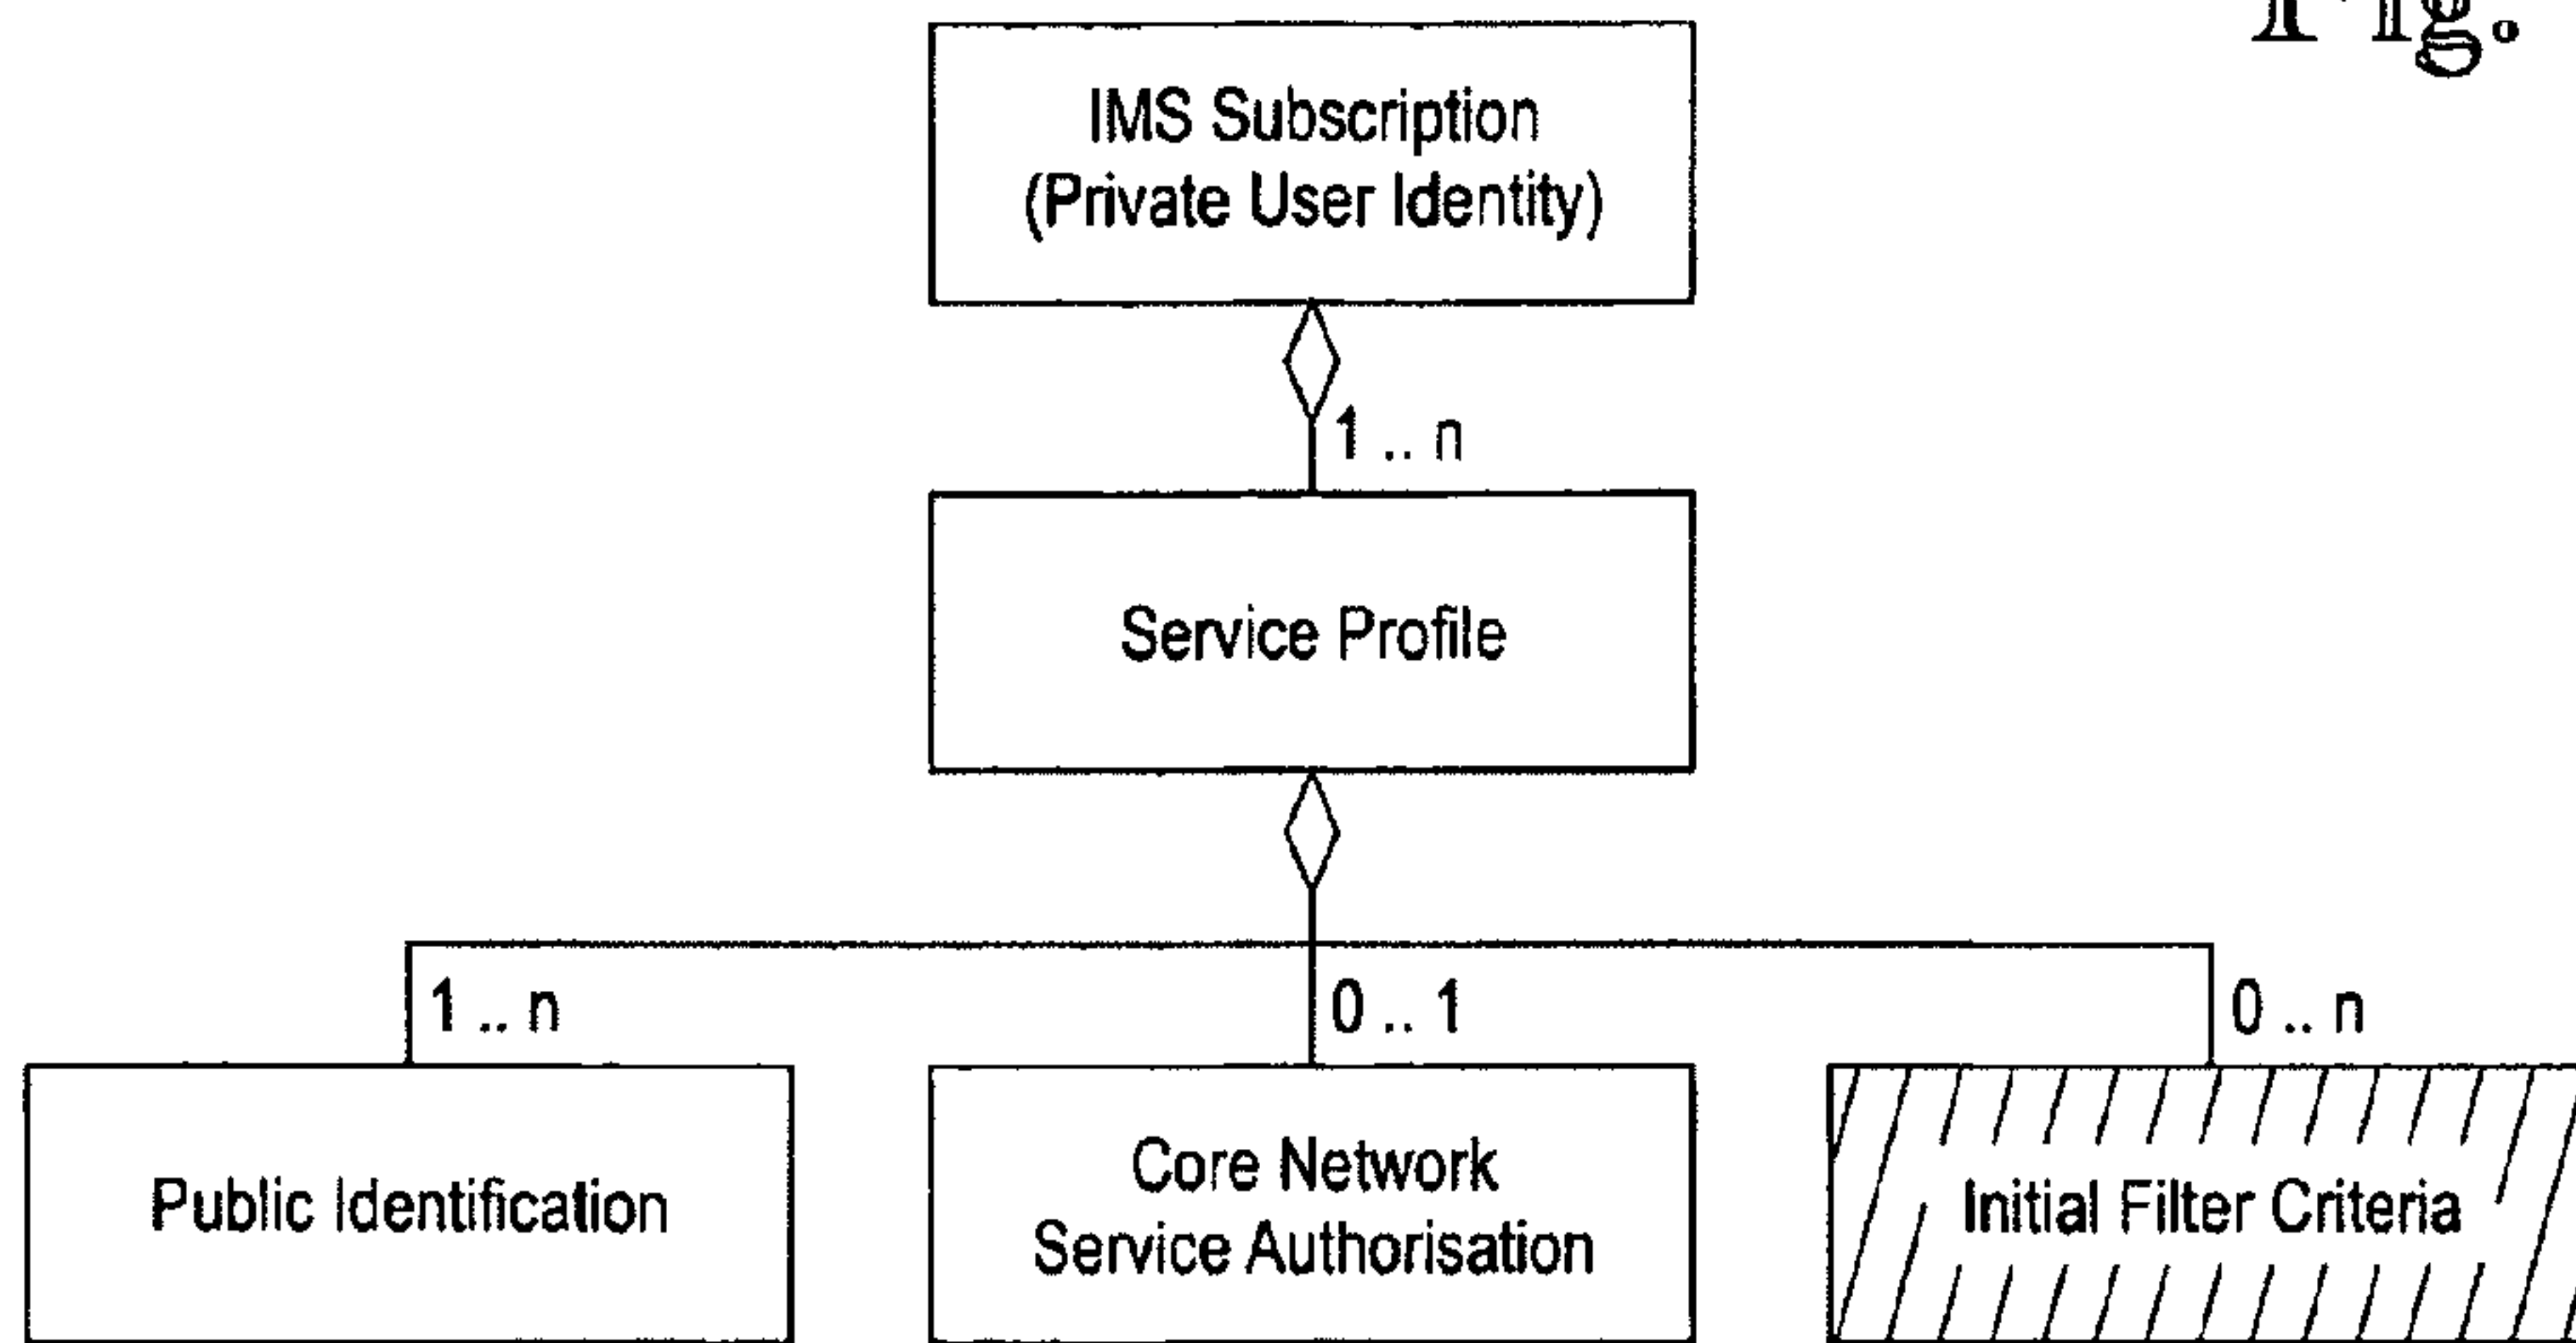 Fig.
IMS Subscription
(Private User Identity)
1 .. n
Service Profile
1 .. n
0 .. 1
0 .. n
Public Identification
Core Network
Service Authorisation
Initial Filter Criteria